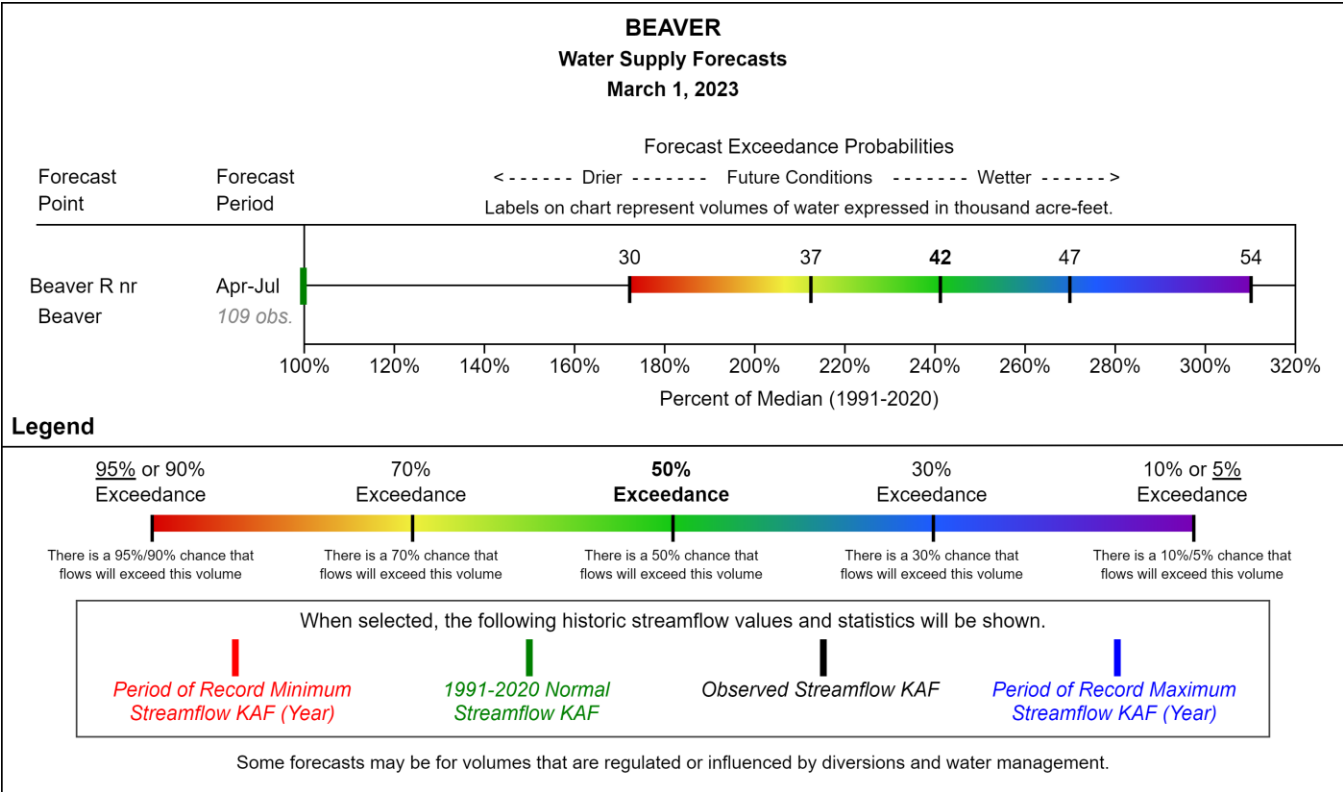 BEAVER
Water Supply Forecasts
March 1, 2023
Forecast Exceedance Probabilities
Forecast Point
Forecast Period
<------ Drier ------- Future Conditions ------- Wetter ------>
Labels on chart represent volumes of water expressed in thousand acre-feet.
30 37 42 47 54
Beaver R nr
Beaver
Apr-Jul
109 obs.
100% 120% 140% 160% 180% 200% 220% 240% 260% 280% 300% 320%
Percent of Median (1991-2020)
Legend
95% or 90%
Exceedance
There is a 95%/90% chance that
flows will exceed this volume
70%
Exceedance
There is a 70% chance that
flows will exceed this volume
50%
Exceedance
There is a 50% chance that
flows will exceed this volume
30%
Exceedance
There is a 30% chance that
flows will exceed this volume
10% or 5%
Exceedance
There is a 10%/5% chance that
flows will exceed this volume
When selected, the following historic streamflow values and statistics will be shown.
Period of Record Minimum
Streamflow KAF (Year)
1991-2020 Normal
Streamflow KAF
Observed Streamflow KAF
Period of Record Maximum
Streamflow KAF (Year)
Some forecasts may be for volumes that are regulated or influenced by diversions and water management.